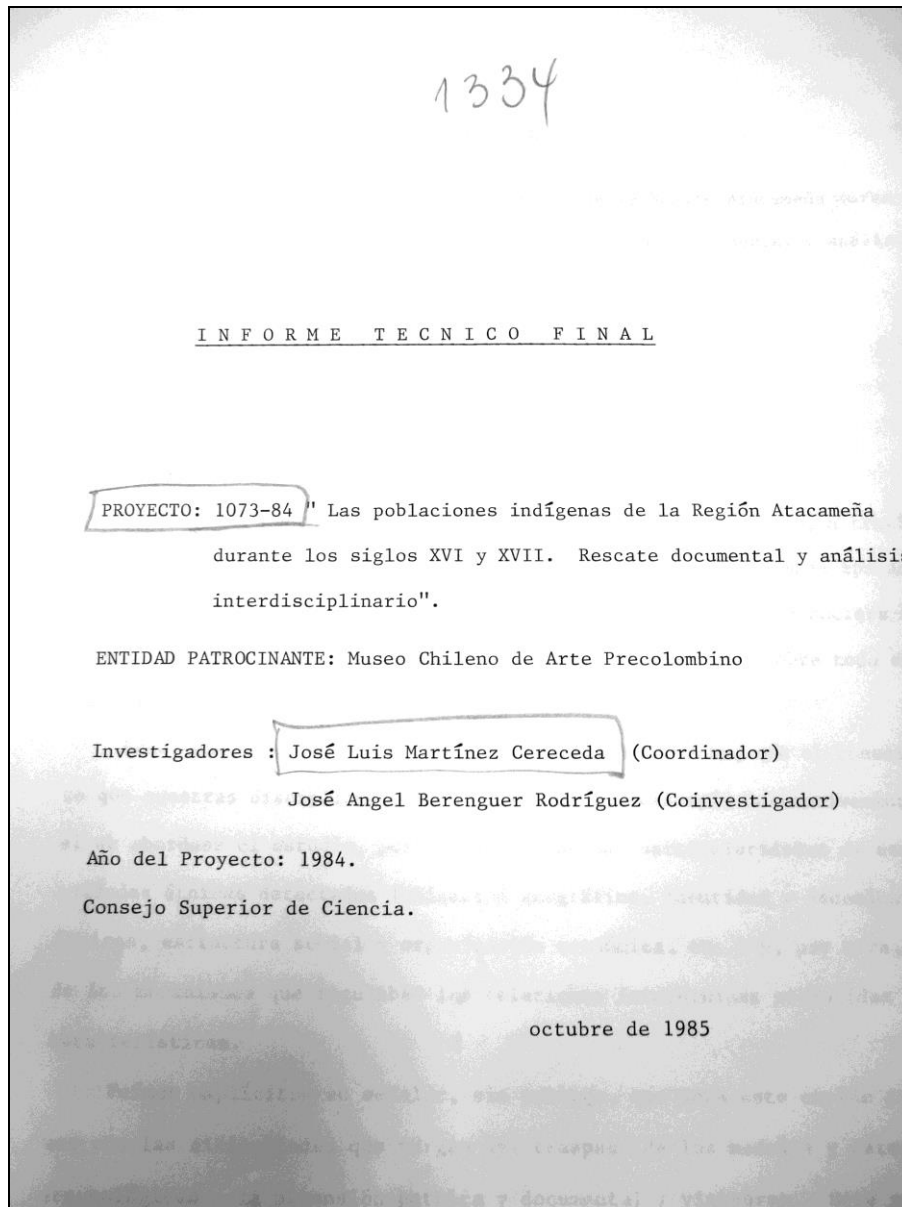 1334
INFORME TECNICO FINAL
PROYECTO: 1073-84 " Las poblaciones indígenas de la Región Atacameña
durante los siglos XVI y XVII. Rescate documental y análisis
interdisciplinario".
ENTIDAD PATROCINANTE: Museo Chileno de Arte Precolombino
Investigadores : José Luis Martínez Cereceda (Coordinador)
José Angel Berenguer Rodríguez (Coinvestigador)
Año del Proyecto: 1984.
Consejo Superior de Ciencia.
octubre de 1985